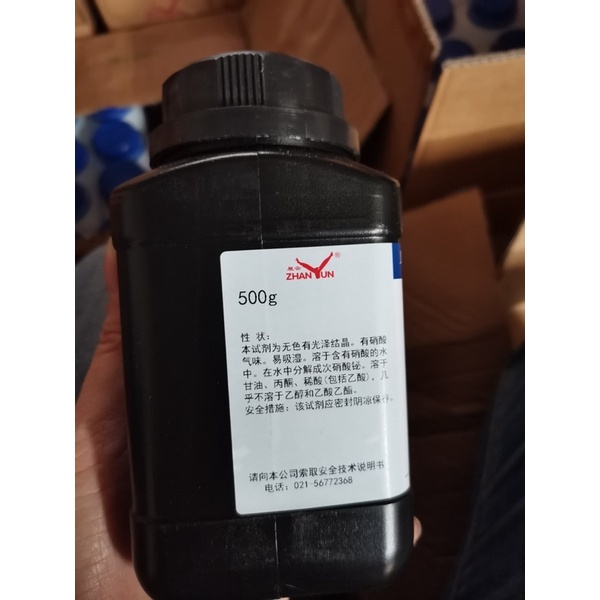 展云
ZHANYUN®
500g
性 状：
本试剂为无色有光泽结晶。有硝酸
气味。易吸湿。溶于含有硝酸的水
中。在水中分解成次硝酸铋。溶于
甘油、丙酮、稀酸(包括乙酸)，几
乎不溶于乙醇和乙酸乙酯。
安全措施：该试剂应密封阴凉保存。
请向本公司索取安全技术说明书
电话：021-56772368